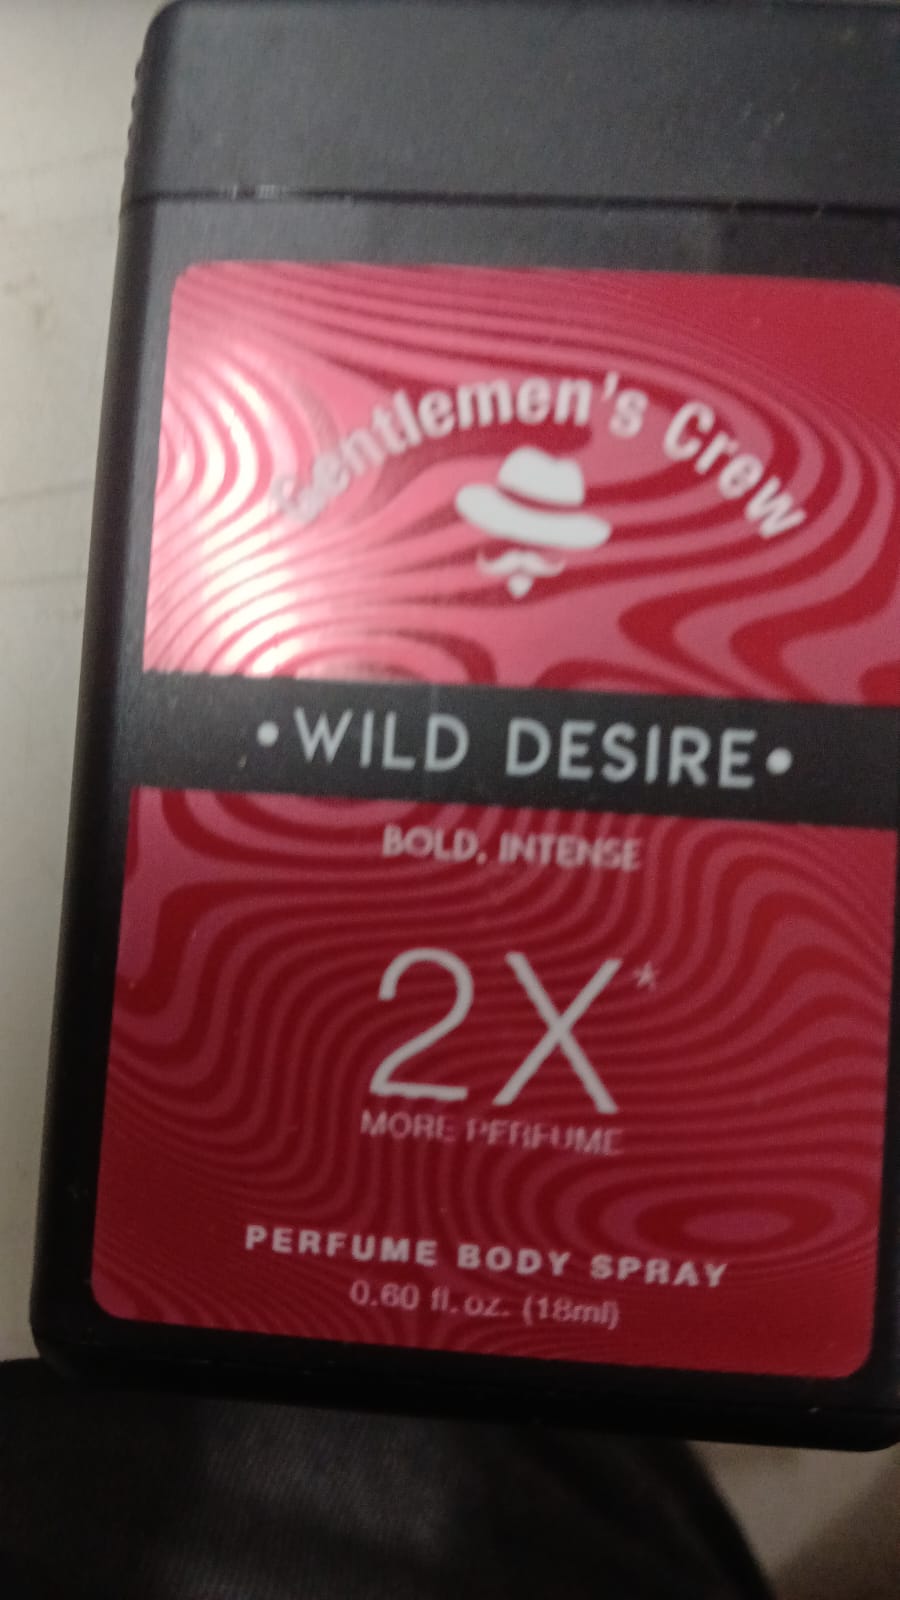 Gentlemen's Crew
• WILD DESIRE •
BOLD, INTENSE
2X*
MORE PERFUME
PERFUME BODY SPRAY
0.60 fl. oz. (18ml)